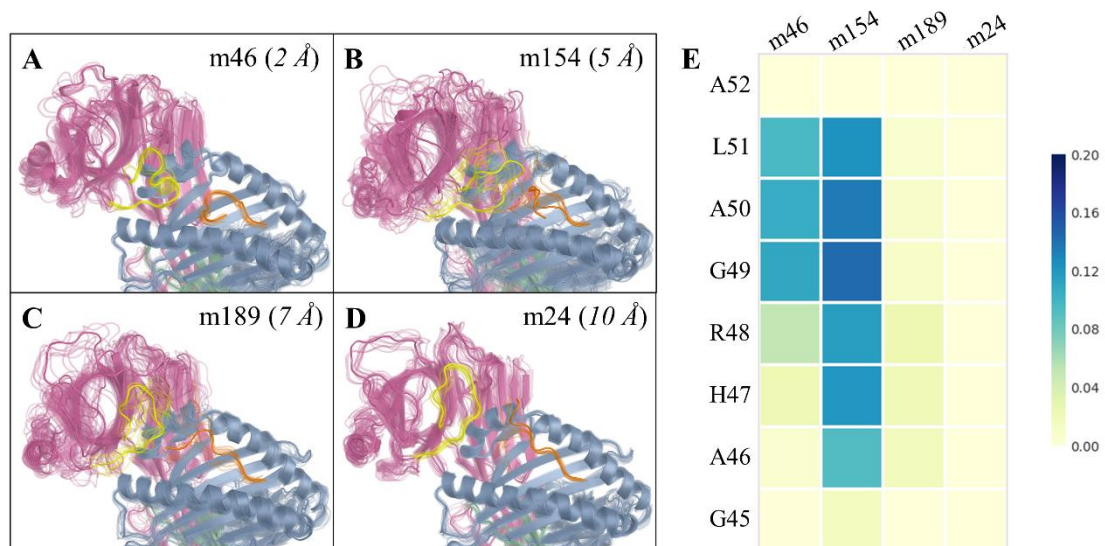 A m46 (2 Å)
B m154 (5 Å)
C m189 (7 Å)
D m24 (10 Å)
E
m46 m154 m189 m24
A52
L51
A50
G49
R48
H47
A46
G45
0.20
0.16
0.12
0.08
0.04
0.00